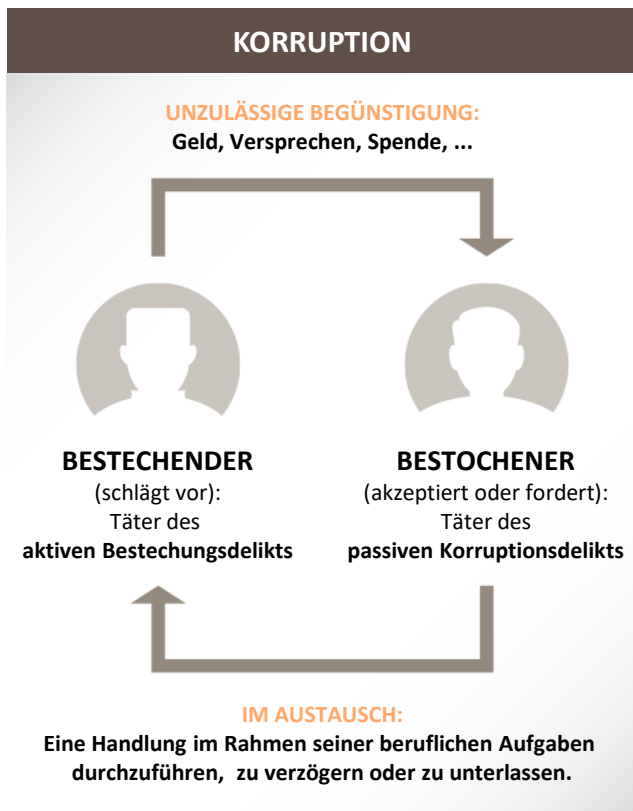 KORRUPTION
UNZULÄSSIGE BEGÜNSTIGUNG:
Geld, Versprechen, Spende, ...
BESTECHENDER
(schlägt vor):
Täter des
aktiven Bestechungsdelikts
BESTOCHENER
(akzeptiert oder fordert):
Täter des
passiven Korruptionsdelikts
IM AUSTAUSCH:
Eine Handlung im Rahmen seiner beruflichen Aufgaben
durchzuführen, zu verzögern oder zu unterlassen.